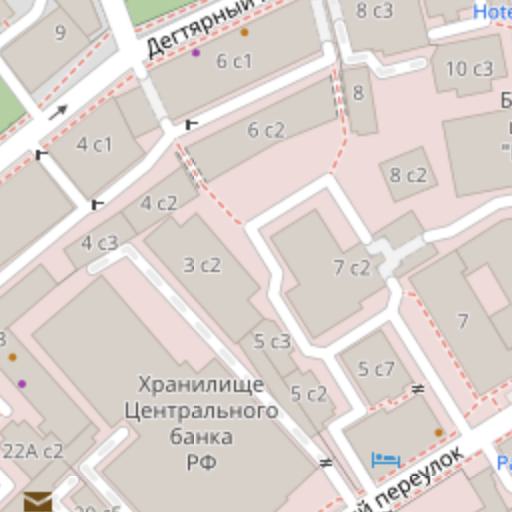 8 с3
Hote
9
Дегтярный
6 с1
10 с3
8
6 с2
4 с1
8 с2
4 с2
4 с3
3 с2
7 с2
7
5 с3
5 с7
Хранилище
Центрального
банка
РФ
5 с2
22А с2
ый переулок